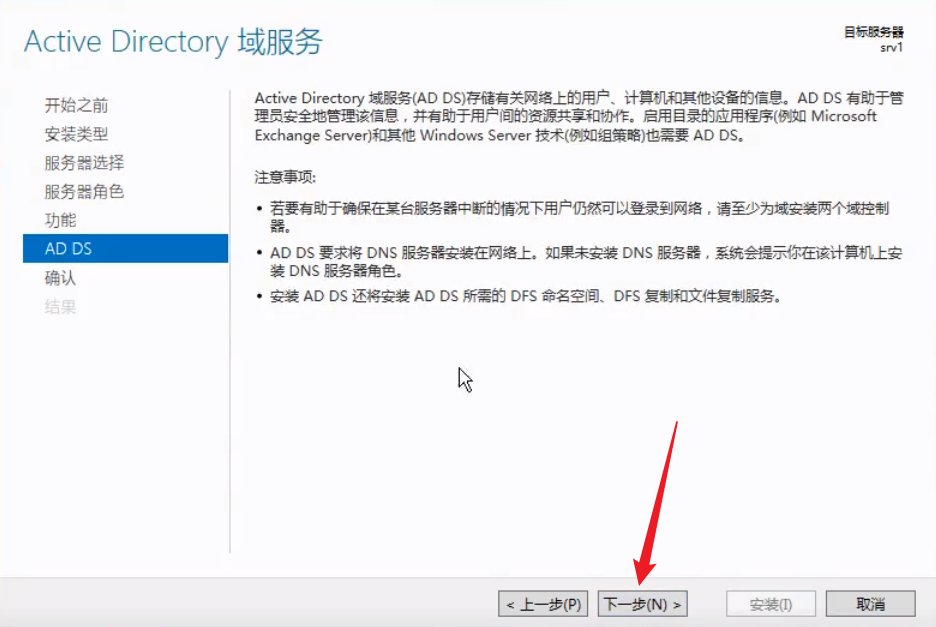 Active Directory 域服务
目标服务器
srv1
开始之前
安装类型
服务器选择
服务器角色
功能
AD DS
确认
结果
Active Directory 域服务(AD DS)存储有关网络上的用户、计算机和其他设备的信息。AD DS 有助于管
理员安全地管理该信息，并有助于用户间的资源共享和协作。启用目录的应用程序(例如 Microsoft
Exchange Server)和其他 Windows Server 技术(例如组策略)也需要 AD DS。
注意事项:
• 若要有助于确保在某台服务器中断的情况下用户仍然可以登录到网络，请至少为域安装两个域控制
器。
• AD DS 要求将 DNS 服务器安装在网络上。如果未安装 DNS 服务器，系统会提示你在该计算机上安
装 DNS 服务器角色。
• 安装 AD DS 还将安装 AD DS 所需的 DFS 命名空间、DFS 复制和文件复制服务。
< 上一步(P)
下一步(N) >
安装(I)
取消